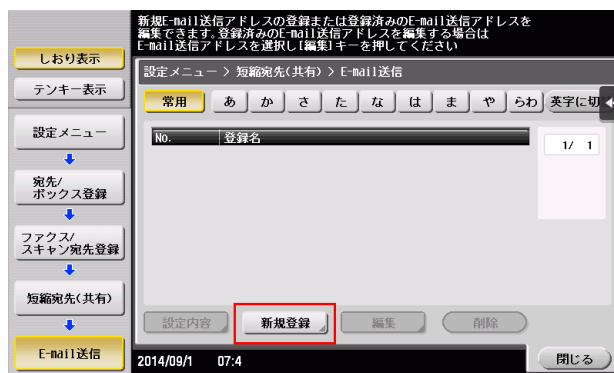 新規E-mail送信アドレスの登録または登録済みのE-mail送信アドレスを
編集できます。登録済みのE-mail送信アドレスを編集する場合は
E-mail送信アドレスを選択し[編集]キーを押してください
しおり表示
テンキー表示
設定メニュー
宛先/
ボックス登録
ファクス/
スキャン宛先登録
短縮宛先(共有)
E-mail送信
設定メニュー > 短縮宛先(共有) > E-mail送信
常用 あ か さ た な は ま や らわ 英字に切
No. 登録名
1/ 1
設定内容 新規登録 編集 削除
2014/09/1 07:4 閉じる